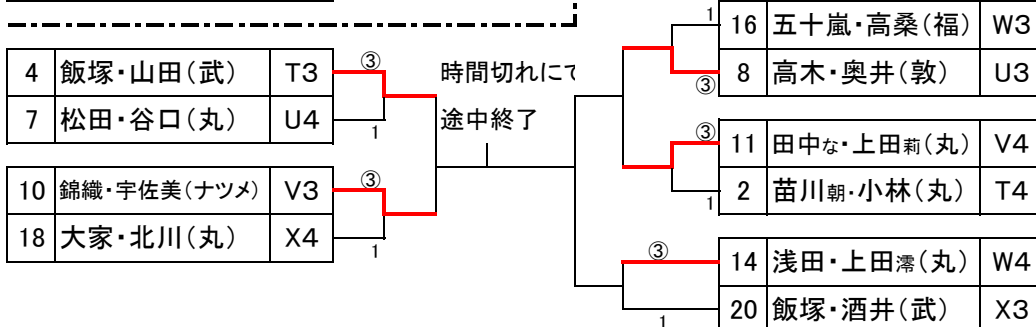 4 飯塚・山田(武) T3 ③
7 松田・谷口(丸) U4 1
10 錦織・宇佐美(ナツメ) V3 ③
18 大家・北川(丸) X4 1
時間切れにて
途中終了
1 16 五十嵐・高桑(福) W3
③ 8 高木・奥井(敦) U3
③ 11 田中な・上田莉(丸) V4
1 2 苗川朝・小林(丸) T4
③ 14 浅田・上田澪(丸) W4
1 20 飯塚・酒井(武) X3